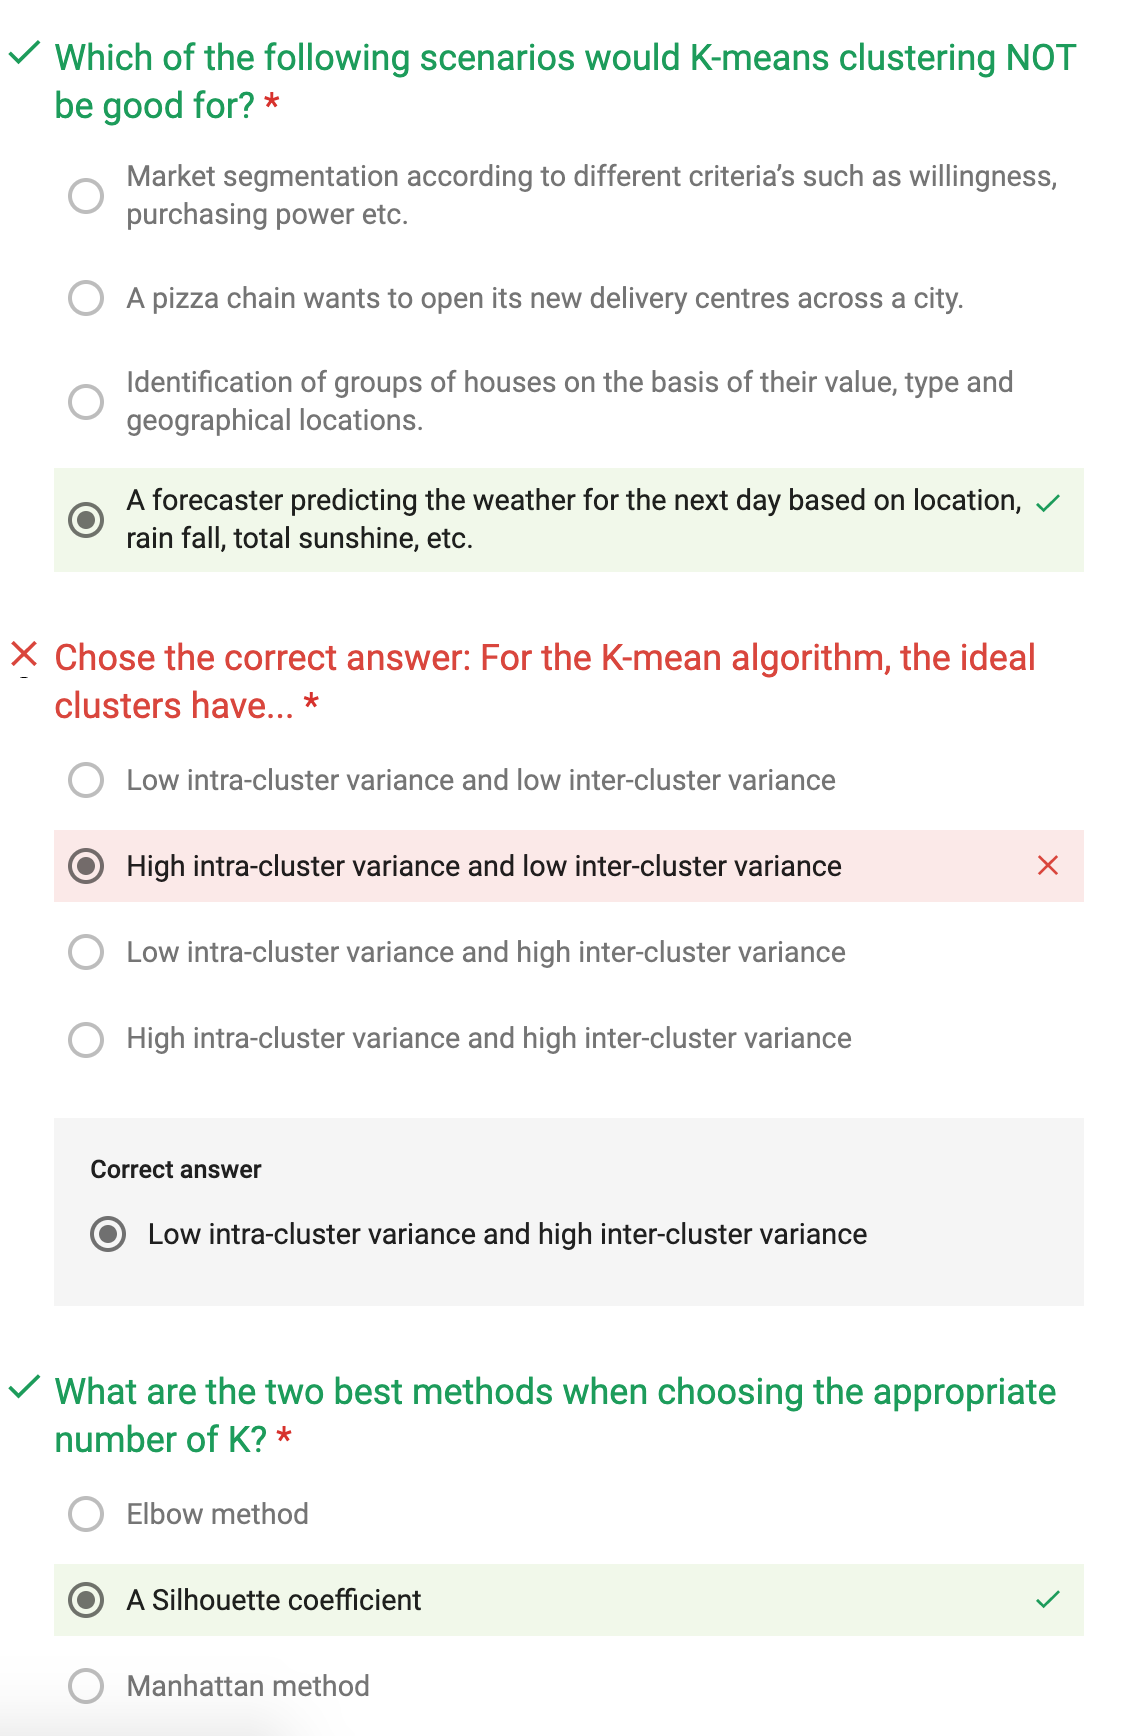 Which of the following scenarios would K-means clustering NOT
be good for? *
Market segmentation according to different criteria's such as willingness,
purchasing power etc.
A pizza chain wants to open its new delivery centres across a city.
Identification of groups of houses on the basis of their value, type and
geographical locations.
A forecaster predicting the weather for the next day based on location,
rain fall, total sunshine, etc.
Chose the correct answer: For the K-mean algorithm, the ideal
clusters have... *
Low intra-cluster variance and low inter-cluster variance
High intra-cluster variance and low inter-cluster variance
Low intra-cluster variance and high inter-cluster variance
High intra-cluster variance and high inter-cluster variance
Correct answer
Low intra-cluster variance and high inter-cluster variance
What are the two best methods when choosing the appropriate
number of K? *
Elbow method
A Silhouette coefficient
Manhattan method